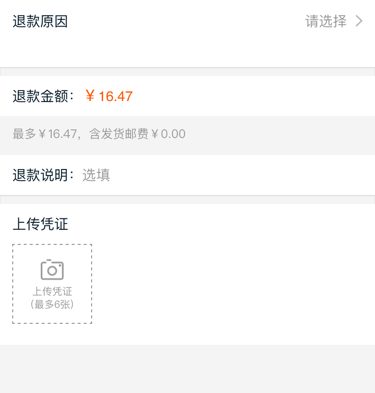 退款原因 请选择
退款金额：￥16.47
最多￥16.47，含发货邮费￥0.00
退款说明：选填
上传凭证
上传凭证
（最多6张）